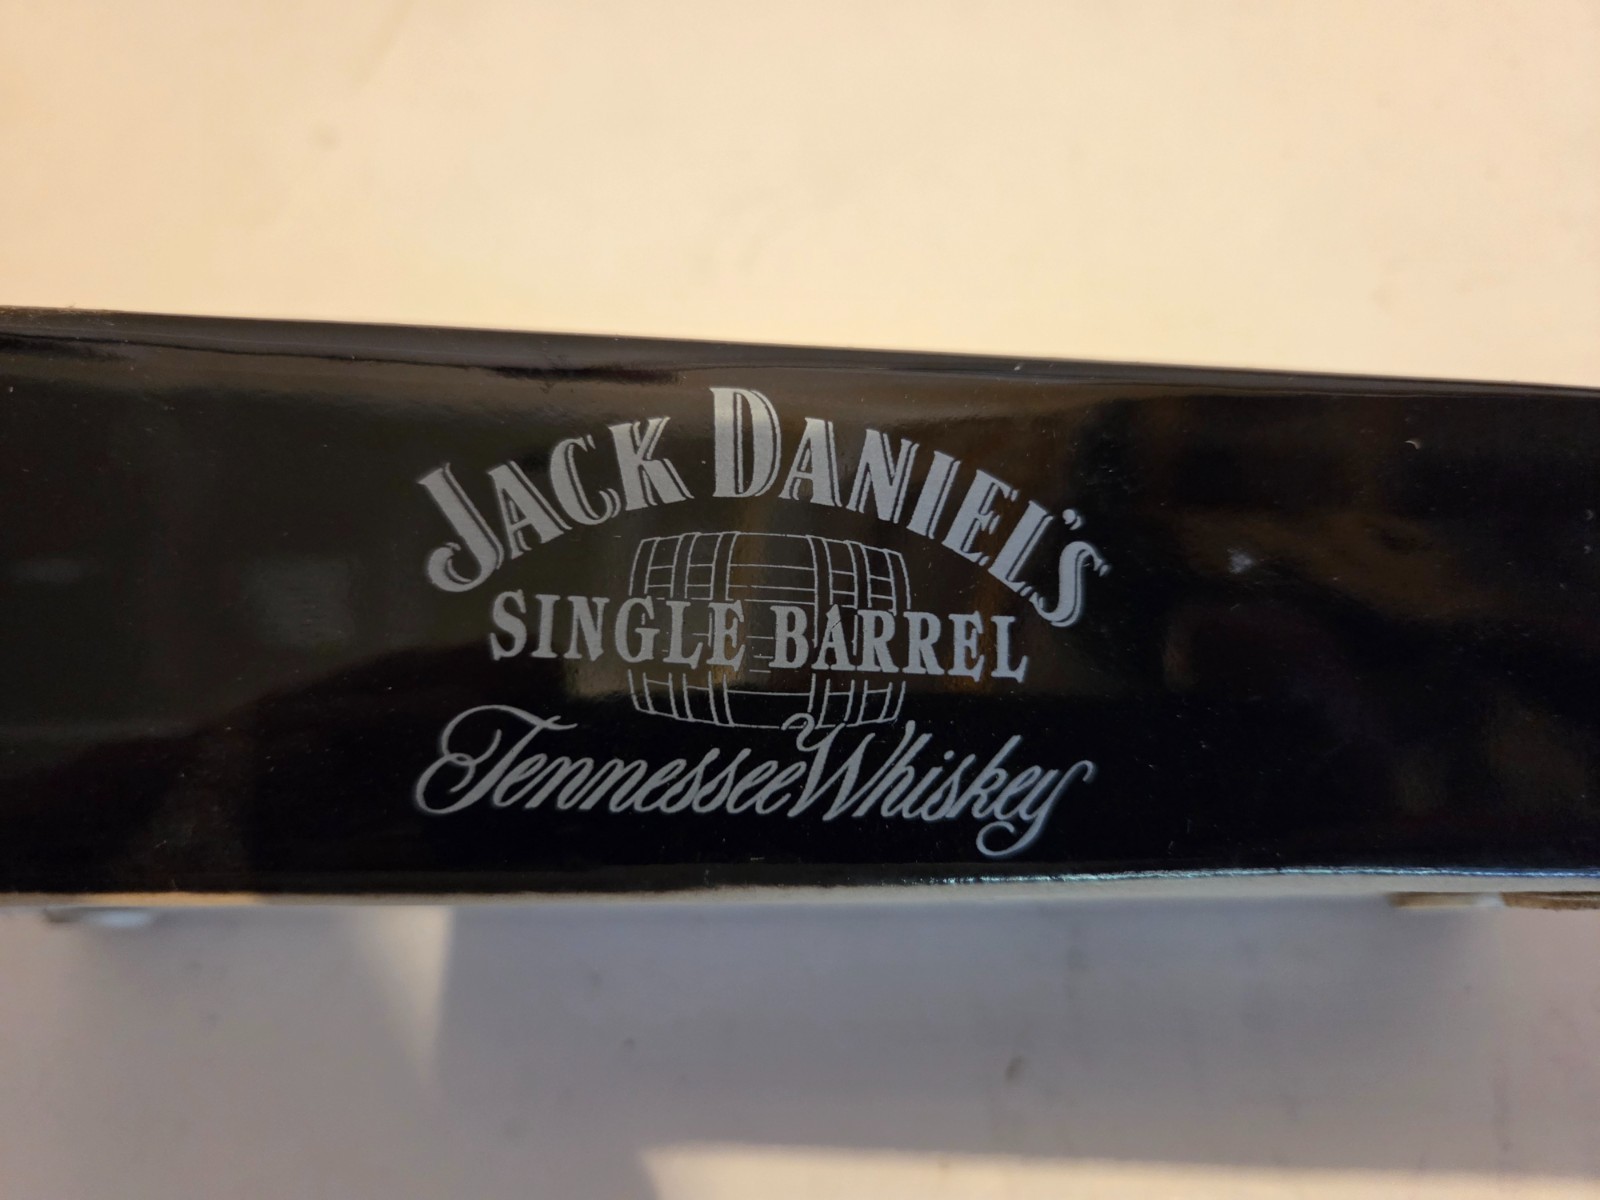 JACK DANIEL'S
SINGLE BARREL
Tennessee Whiskey